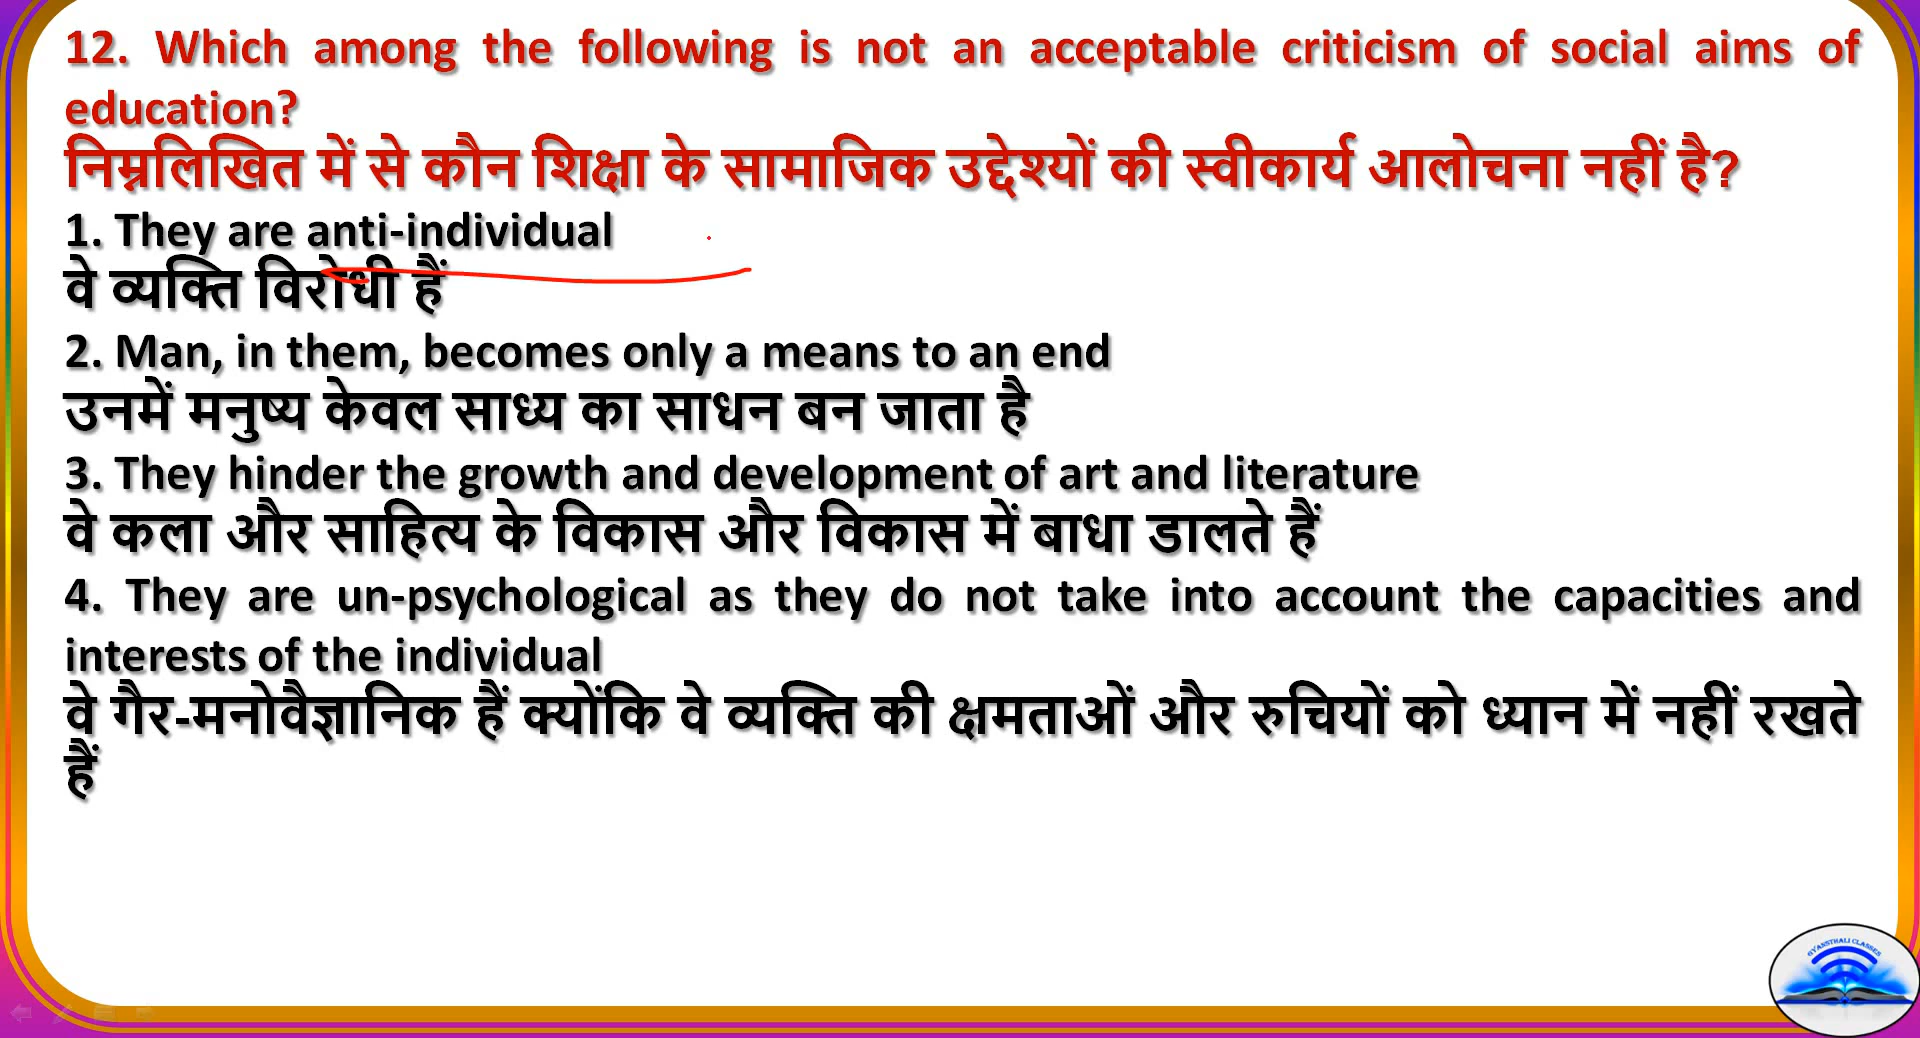 12. Which among the following is not an acceptable criticism of social aims of
education?
निम्नलिखित में से कौन शिक्षा के सामाजिक उद्देश्यों की स्वीकार्य आलोचना नहीं है?
1. They are anti-individual
वे व्यक्ति विरोधी हैं
2. Man, in them, becomes only a means to an end
उनमें मनुष्य केवल साध्य का साधन बन जाता है
3. They hinder the growth and development of art and literature
वे कला और साहित्य के विकास और विकास में बाधा डालते हैं
4. They are un-psychological as they do not take into account the capacities and
interests of the individual
वे गैर-मनोवैज्ञानिक हैं क्योंकि वे व्यक्ति की क्षमताओं और रुचियों को ध्यान में नहीं रखते
हैं
GYANSTHALI CLASSES